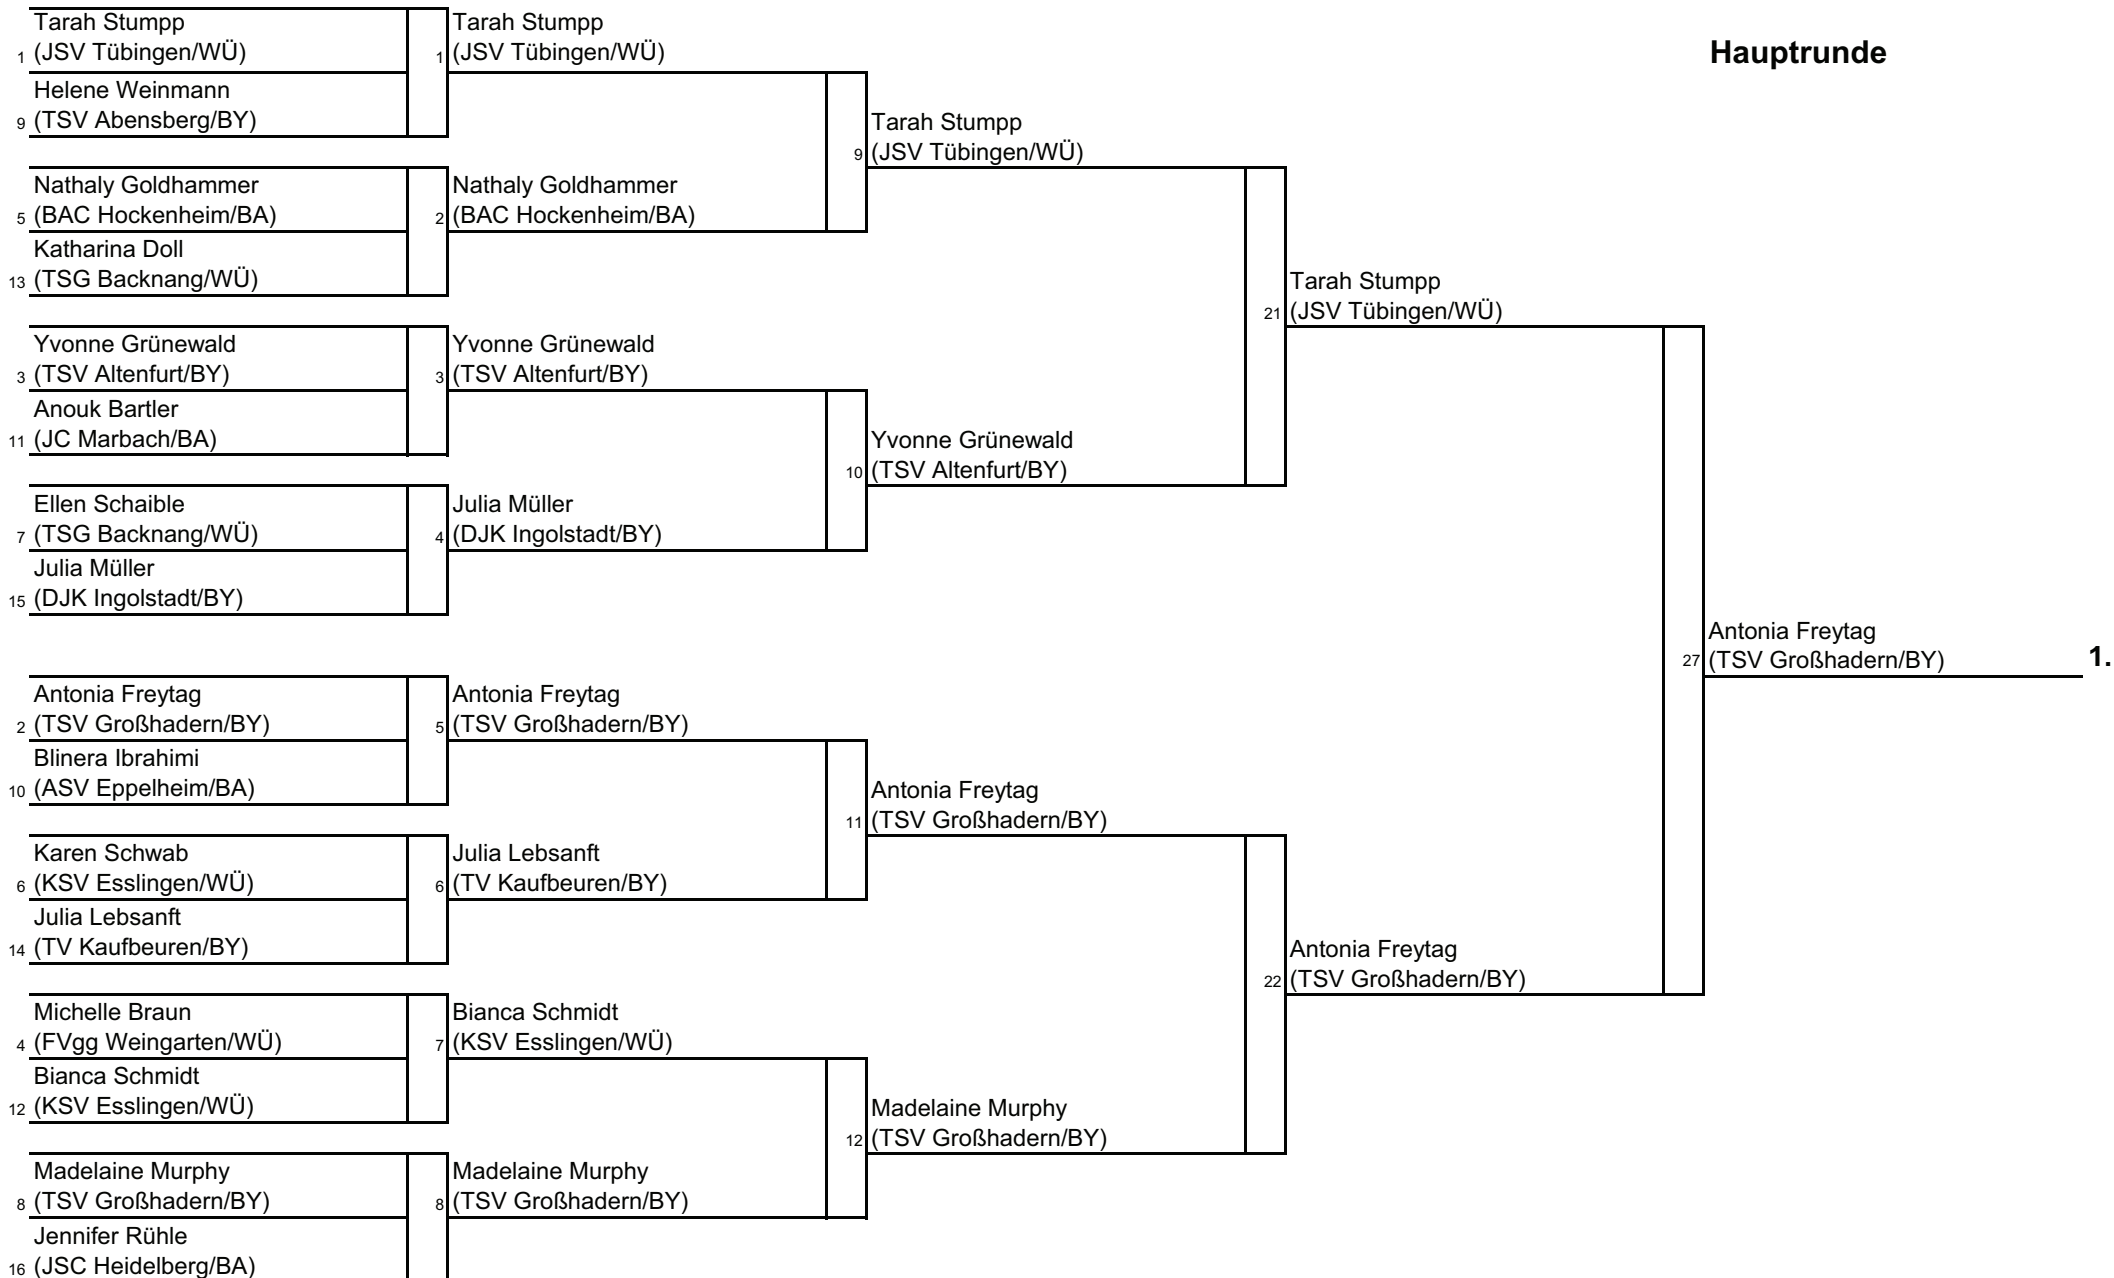 Hauptrunde
Tarah Stumpp
1 (JSV Tübingen/WÜ)
Helene Weinmann
9 (TSV Abensberg/BY)
Nathaly Goldhammer
5 (BAC Hockenheim/BA)
Katharina Doll
13 (TSG Backnang/WÜ)
Yvonne Grünewald
3 (TSV Altenfurt/BY)
Anouk Bartler
11 (JC Marbach/BA)
Ellen Schaible
7 (TSG Backnang/WÜ)
Julia Müller
15 (DJK Ingolstadt/BY)
Antonia Freytag
2 (TSV Großhadern/BY)
Blinera Ibrahimi
10 (ASV Eppelheim/BA)
Karen Schwab
6 (KSV Esslingen/WÜ)
Julia Lebsanft
14 (TV Kaufbeuren/BY)
Michelle Braun
4 (FVgg Weingarten/WÜ)
Bianca Schmidt
12 (KSV Esslingen/WÜ)
Madelaine Murphy
8 (TSV Großhadern/BY)
Jennifer Rühle
16 (JSC Heidelberg/BA)
Tarah Stumpp
1 (JSV Tübingen/WÜ)
Nathaly Goldhammer
2 (BAC Hockenheim/BA)
Yvonne Grünewald
3 (TSV Altenfurt/BY)
Julia Müller
4 (DJK Ingolstadt/BY)
Antonia Freytag
5 (TSV Großhadern/BY)
Julia Lebsanft
6 (TV Kaufbeuren/BY)
Bianca Schmidt
7 (KSV Esslingen/WÜ)
Madelaine Murphy
8 (TSV Großhadern/BY)
Tarah Stumpp
9 (JSV Tübingen/WÜ)
Yvonne Grünewald
10 (TSV Altenfurt/BY)
Antonia Freytag
11 (TSV Großhadern/BY)
Madelaine Murphy
12 (TSV Großhadern/BY)
Tarah Stumpp
21 (JSV Tübingen/WÜ)
Antonia Freytag
22 (TSV Großhadern/BY)
Antonia Freytag
27 (TSV Großhadern/BY) 1.